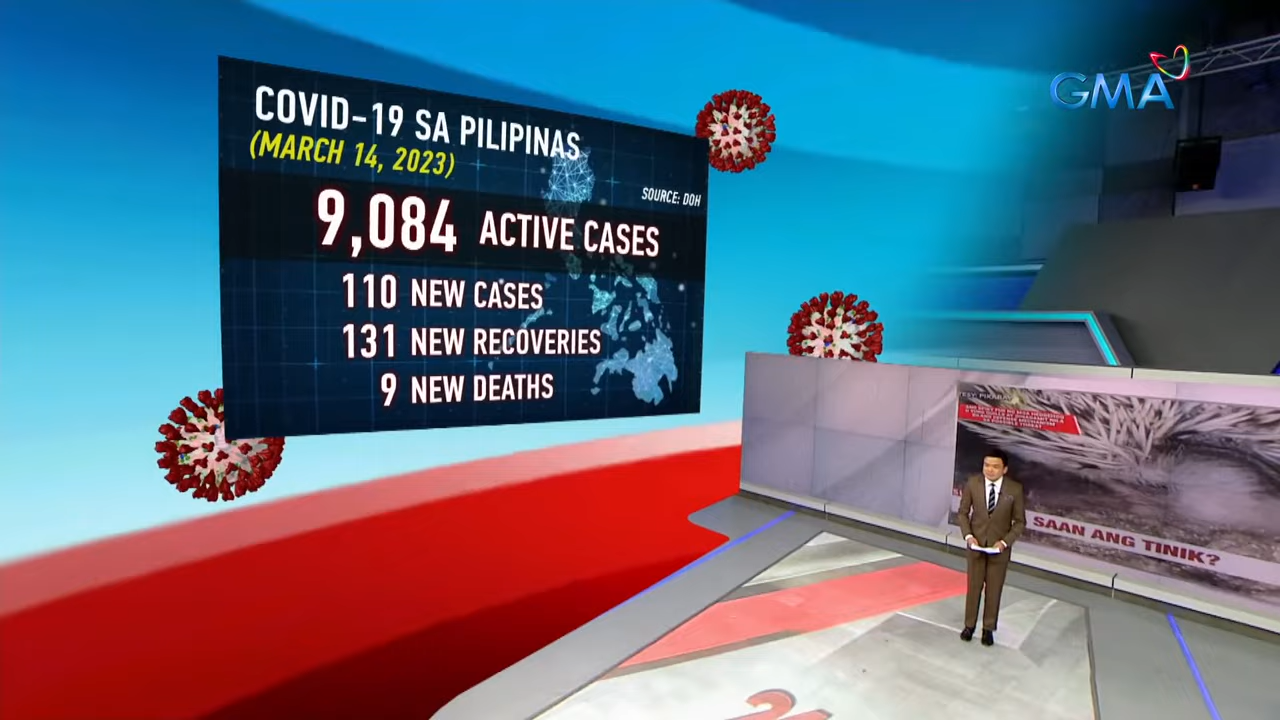 COVID-19 SA PILIPINAS
(MARCH 14, 2023)
SOURCE: DOH
9,084 ACTIVE CASES
110 NEW CASES
131 NEW RECOVERIES
9 NEW DEATHS
GMA
SAAN ANG TINIK?
24